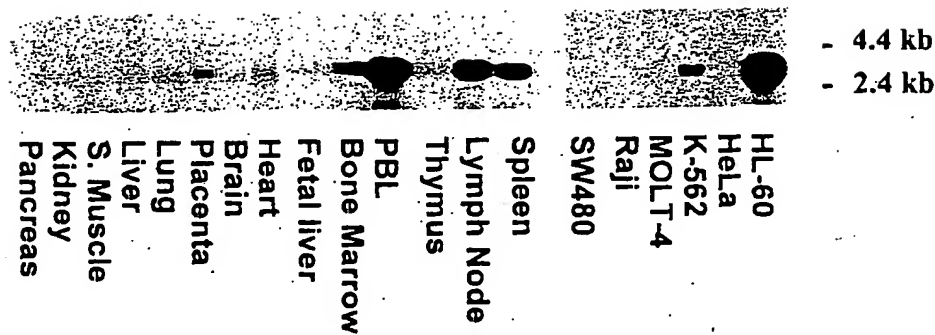 - 4.4 kb
- 2.4 kb
Pancreas
Kidney
S. Muscle
Liver
Lung
Placenta
Brain
Heart
Fetal liver
Bone Marrow
PBL
Thymus
Lymph Node
Spleen
SW480
Raji
MOLT-4
K-562
HeLa
HL-60